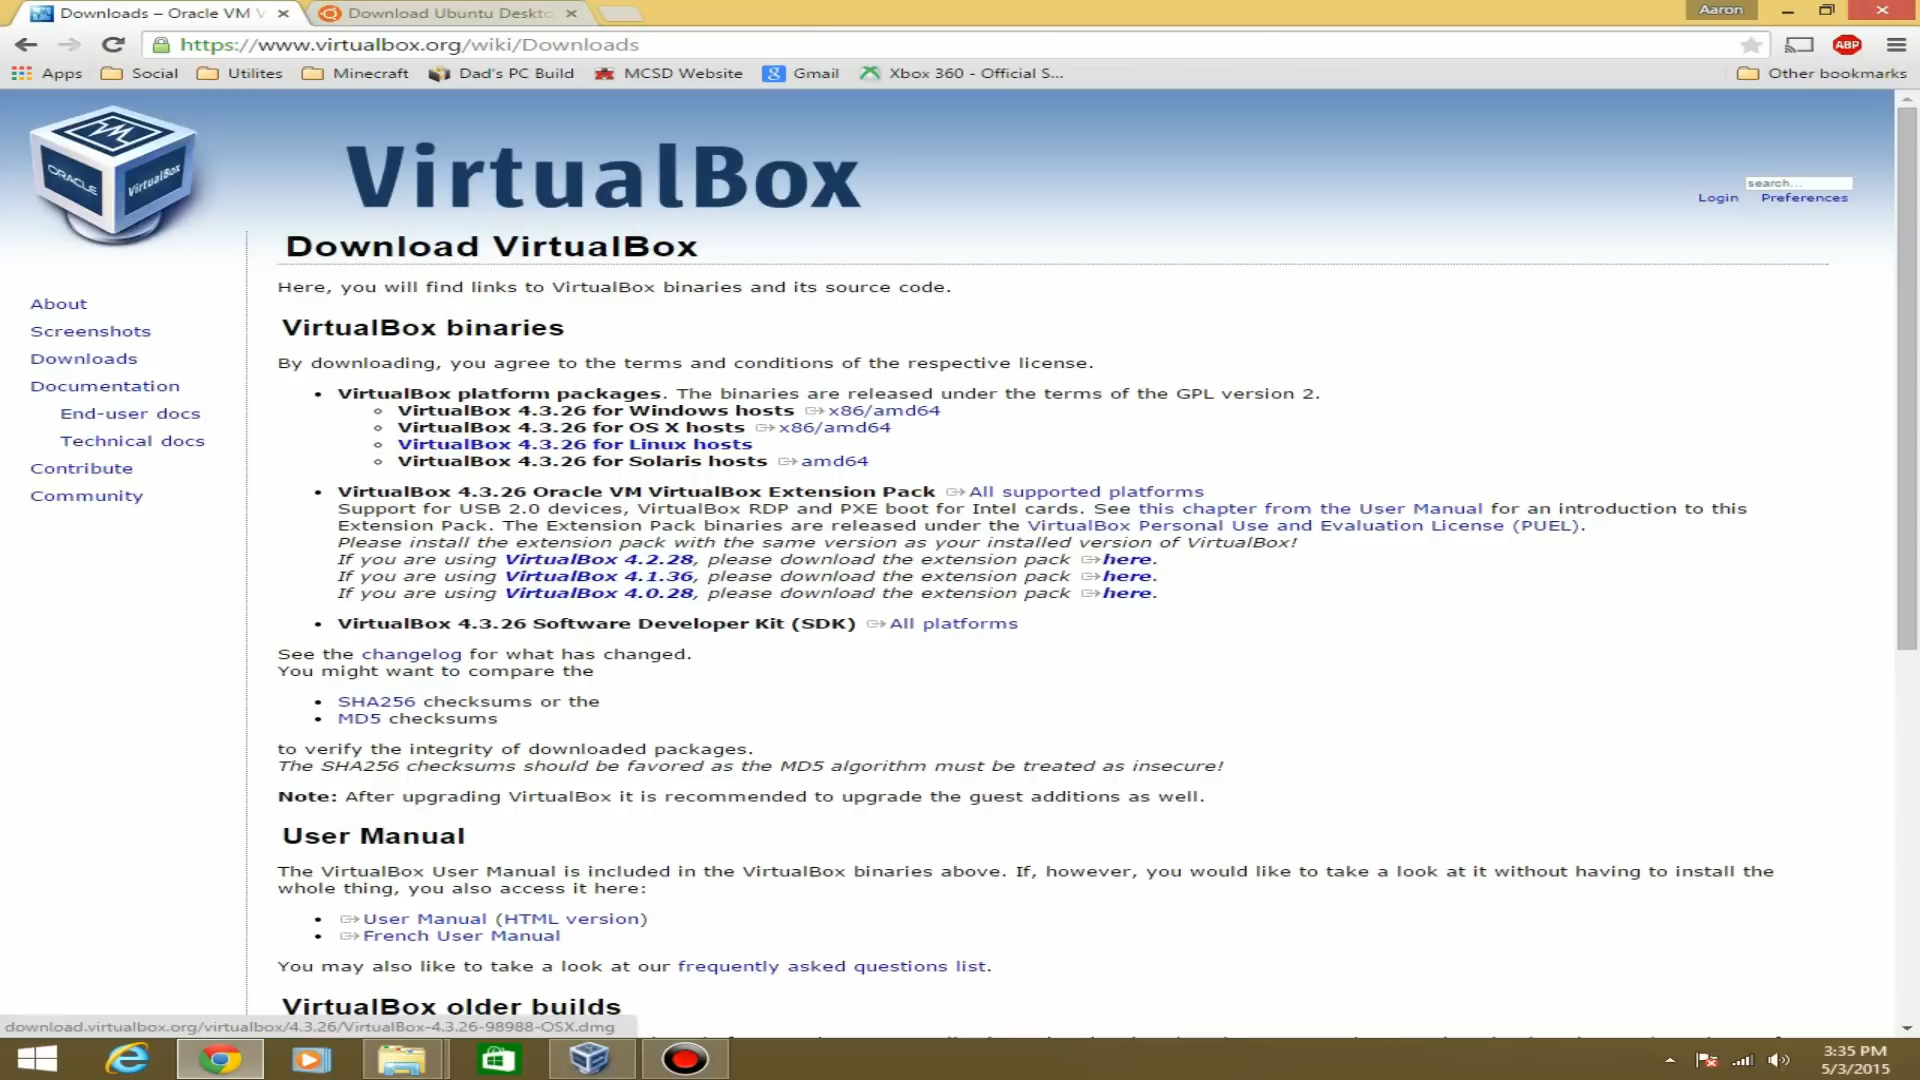 Downloads – Oracle VM V
Download Ubuntu Deskto
Aaron
https://www.virtualbox.org/wiki/Downloads
ABP
Apps
Social
Utilites
Minecraft
Dad's PC Build
MCSD Website
Gmail
Xbox 360 - Official S...
Other bookmarks
ORACLE
VirtualBox
VirtualBox
search...
Login
Preferences
Download VirtualBox
Here, you will find links to VirtualBox binaries and its source code.
About
Screenshots
Downloads
Documentation
End-user docs
Technical docs
Contribute
Community
VirtualBox binaries
By downloading, you agree to the terms and conditions of the respective license.
VirtualBox platform packages. The binaries are released under the terms of the GPL version 2.
VirtualBox 4.3.26 for Windows hosts x86/amd64
VirtualBox 4.3.26 for OS X hosts x86/amd64
VirtualBox 4.3.26 for Linux hosts
VirtualBox 4.3.26 for Solaris hosts amd64
VirtualBox 4.3.26 Oracle VM VirtualBox Extension Pack All supported platforms
Support for USB 2.0 devices, VirtualBox RDP and PXE boot for Intel cards. See this chapter from the User Manual for an introduction to this
Extension Pack. The Extension Pack binaries are released under the VirtualBox Personal Use and Evaluation License (PUEL).
Please install the extension pack with the same version as your installed version of VirtualBox!
If you are using VirtualBox 4.2.28, please download the extension pack here.
If you are using VirtualBox 4.1.36, please download the extension pack here.
If you are using VirtualBox 4.0.28, please download the extension pack here.
VirtualBox 4.3.26 Software Developer Kit (SDK) All platforms
See the changelog for what has changed.
You might want to compare the
SHA256 checksums or the
MD5 checksums
to verify the integrity of downloaded packages.
The SHA256 checksums should be favored as the MD5 algorithm must be treated as insecure!
Note: After upgrading VirtualBox it is recommended to upgrade the guest additions as well.
User Manual
The VirtualBox User Manual is included in the VirtualBox binaries above. If, however, you would like to take a look at it without having to install the
whole thing, you also access it here:
User Manual (HTML version)
French User Manual
You may also like to take a look at our frequently asked questions list.
VirtualBox older builds
download.virtualbox.org/virtualbox/4.3.26/VirtualBox-4.3.26-98988-OSX.dmg
3:35 PM
5/3/2015